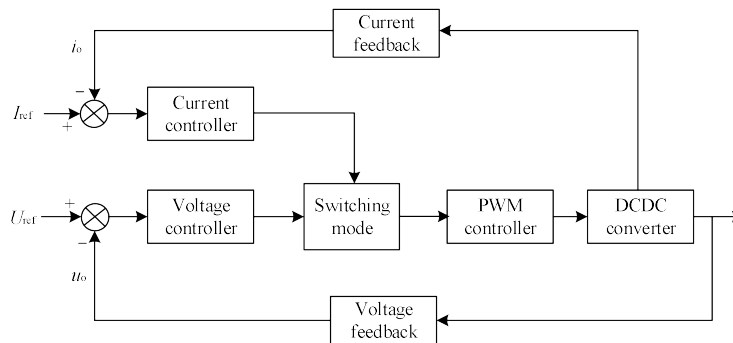 Current
feedback
io
−
Iref
+
Current
controller
Uref
+
−
Voltage
controller
Switching
mode
PWM
controller
DCDC
converter
uo
Voltage
feedback